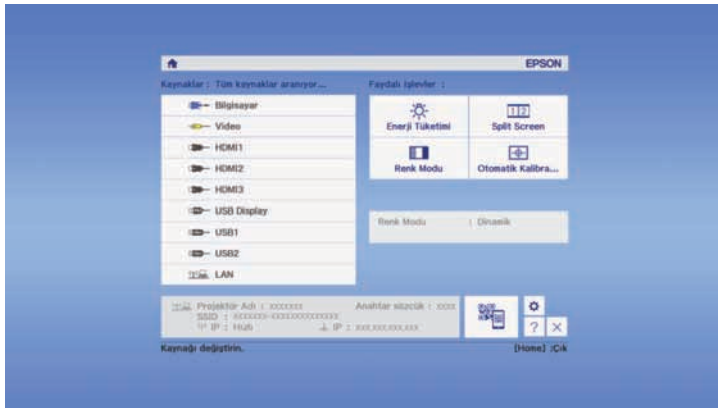 EPSON
Kaynaklar : Tüm kaynaklar aranıyor...
Faydalı işlevler :
Bilgisayar
Video
HDMI1
HDMI2
HDMI3
USB Display
USB1
USB2
LAN
Enerji Tüketimi
Split Screen
Renk Modu
Otomatik Kalibra...
Renk Modu : Dinamik
Projektör Adı : xxxxxxx
Anahtar sözcük : xxxx
SSID : xxxxxxx-xxxxxxxxxxxxx
IP : Hub
IP : xxx.xxx.xxx.xxx
Kaynağı değiştirin.
[Home] :Çık